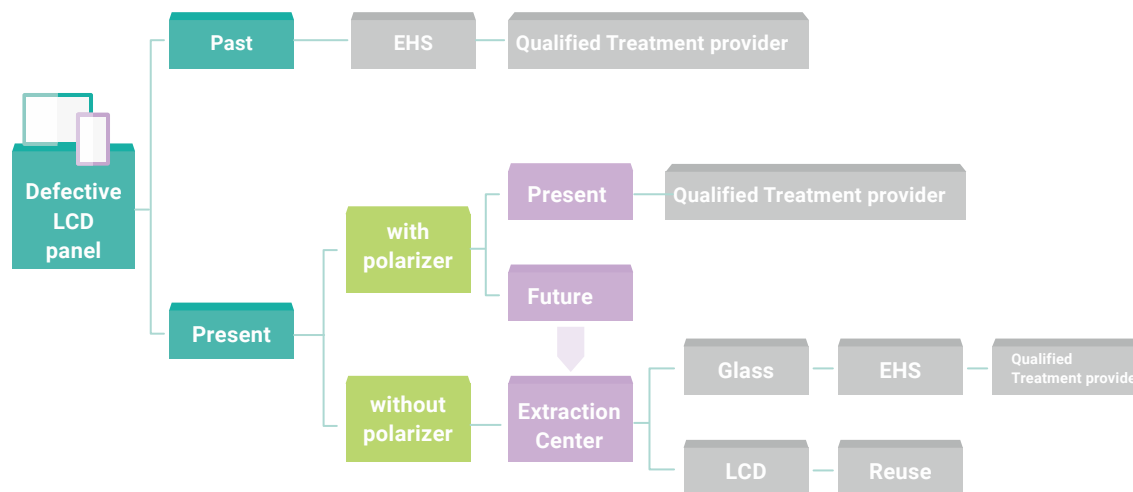 Past
EHS
Qualified Treatment provider
Defective
LCD
panel
with
polarizer
Present
Qualified Treatment provider
Future
Present
without
polarizer
Extraction
Center
Glass
EHS
Qualified
Treatment provider
LCD
Reuse